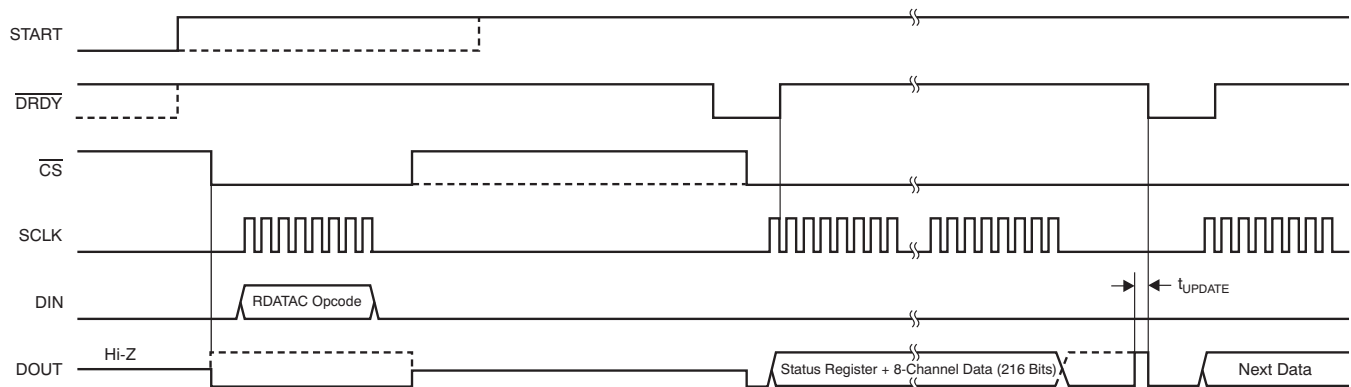 START
DRDY
CS
SCLK
DIN
RDATAC Opcode
tUPDATE
DOUT
Hi-Z
Status Register + 8-Channel Data (216 Bits)
Next Data